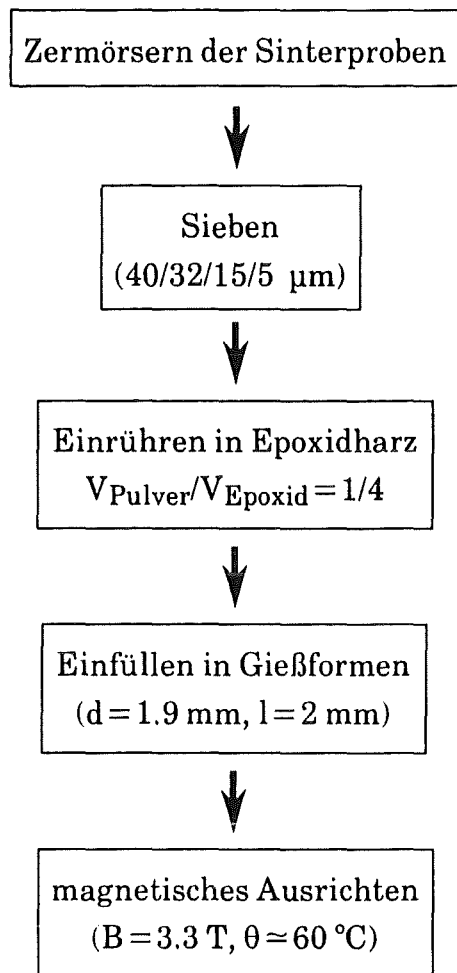 Zermörsern der Sinterproben
Sieben
(40/32/15/5 µm)
Einrühren in Epoxidharz
VPulver/VEpoxid = 1/4
Einfüllen in Gießformen
(d = 1.9 mm, l = 2 mm)
magnetisches Ausrichten
(B = 3.3 T, θ ≃ 60 °C)